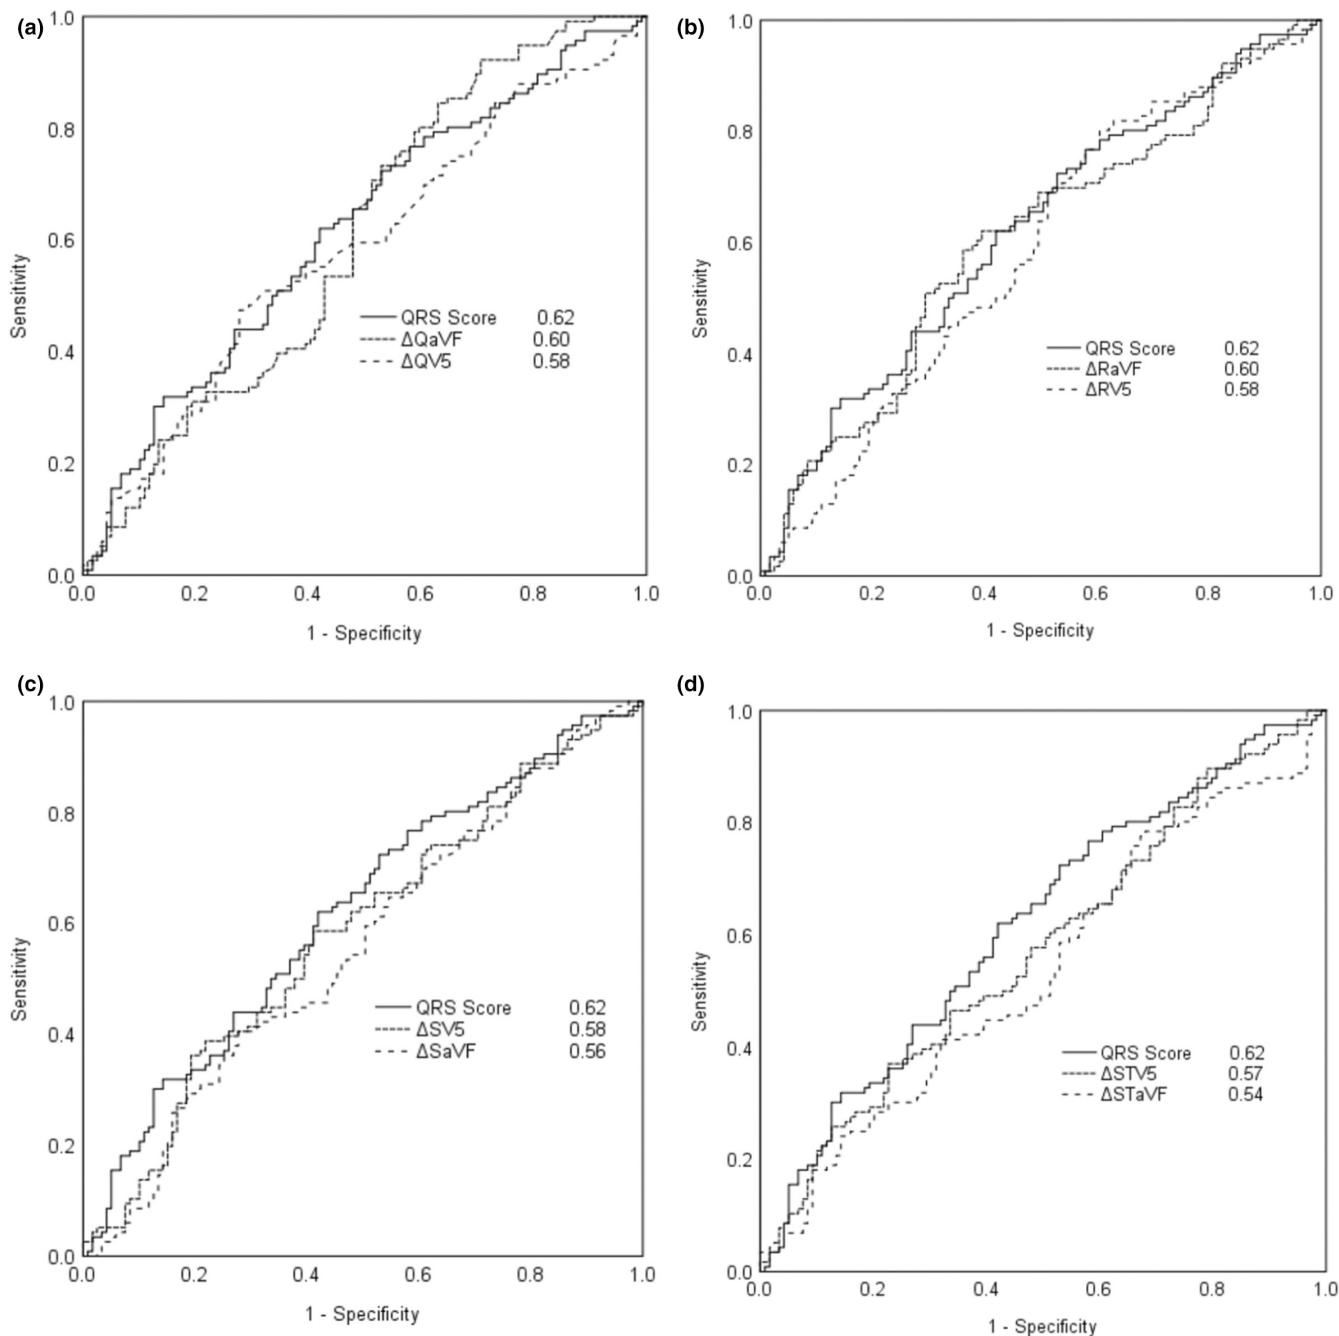 (a)
1.0
0.8
0.6
0.4
0.2
0.0
Sensitivity
QRS Score 0.62
ΔQaVF 0.60
ΔQV5 0.58
0.0 0.2 0.4 0.6 0.8 1.0
1 - Specificity
(b)
1.0
0.8
0.6
0.4
0.2
0.0
Sensitivity
QRS Score 0.62
ΔRaVF 0.60
ΔRV5 0.58
0.0 0.2 0.4 0.6 0.8 1.0
1 - Specificity
(c)
1.0
0.8
0.6
0.4
0.2
0.0
Sensitivity
QRS Score 0.62
ΔSV5 0.58
ΔSaVF 0.56
0.0 0.2 0.4 0.6 0.8 1.0
1 - Specificity
(d)
1.0
0.8
0.6
0.4
0.2
0.0
Sensitivity
QRS Score 0.62
ΔSTV5 0.57
ΔSTaVF 0.54
0.0 0.2 0.4 0.6 0.8 1.0
1 - Specificity